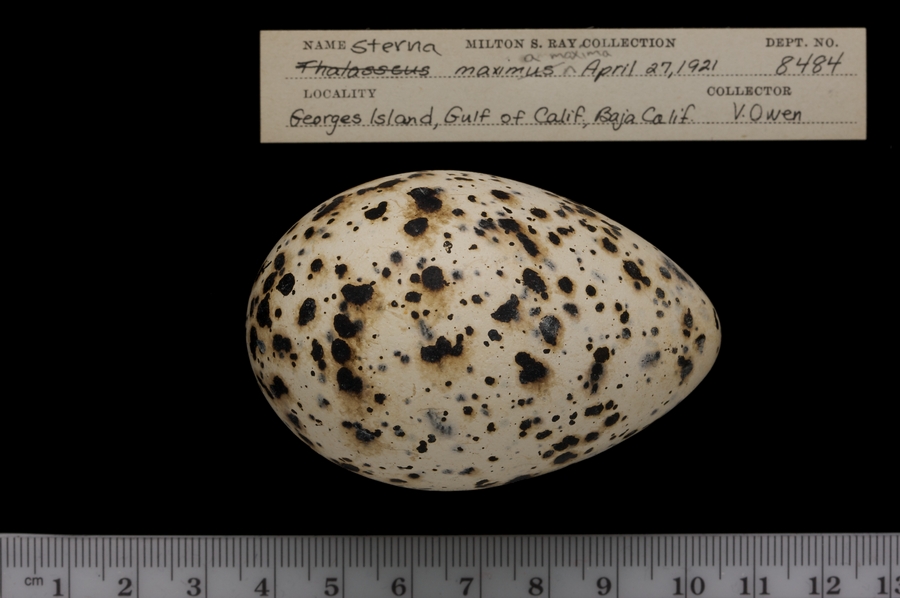 NAME Sterna MILTON S. RAY COLLECTION DEPT. NO.
a maxima
Thalasseus maximus ^ April 27, 1921 8484
LOCALITY COLLECTOR
Georges Island, Gulf of Calif., Baja Calif. V. Owen
cm 1 2 3 4 5 6 7 8 9 10 11 12 13